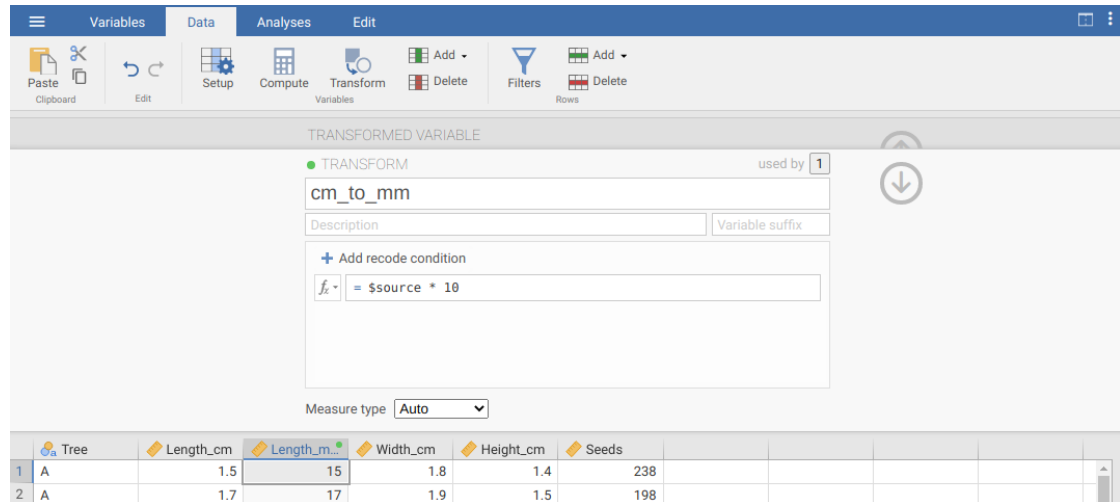 Variables Data Analyses Edit
Paste Setup Compute Transform Add Delete Filters Add Delete
Clipboard Edit Variables Rows
TRANSFORMED VARIABLE
TRANSFORM used by 1
cm_to_mm
Description Variable suffix
+ Add recode condition
fx = $source * 10
Measure type Auto
a Tree Length_cm Length_m... Width_cm Height_cm Seeds
1 A 1.5 15 1.8 1.4 238
2 A 1.7 17 1.9 1.5 198